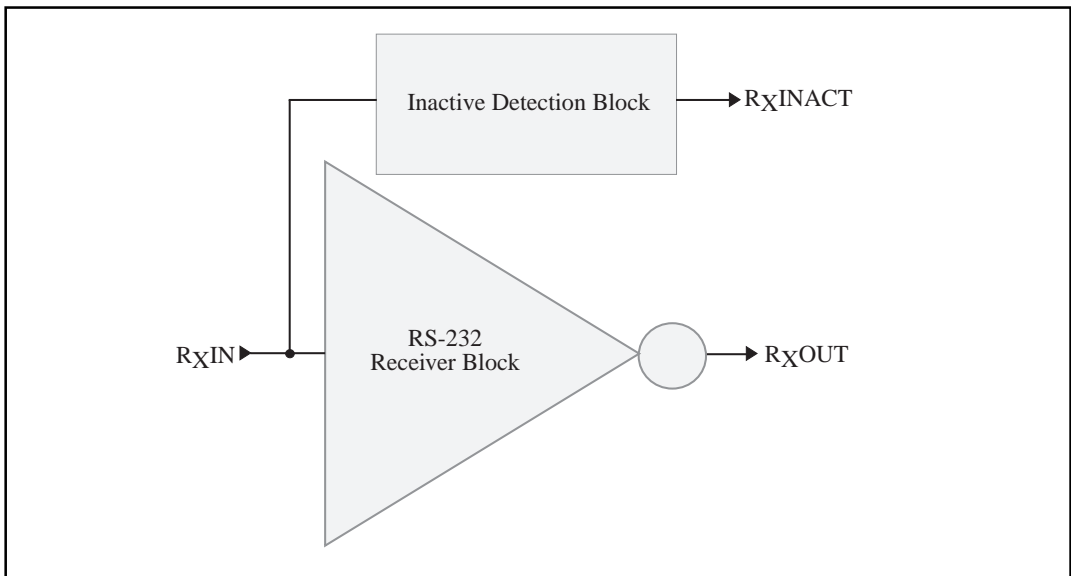 Inactive Detection Block
RXINACT
RS-232
Receiver Block
RXIN
RXOUT